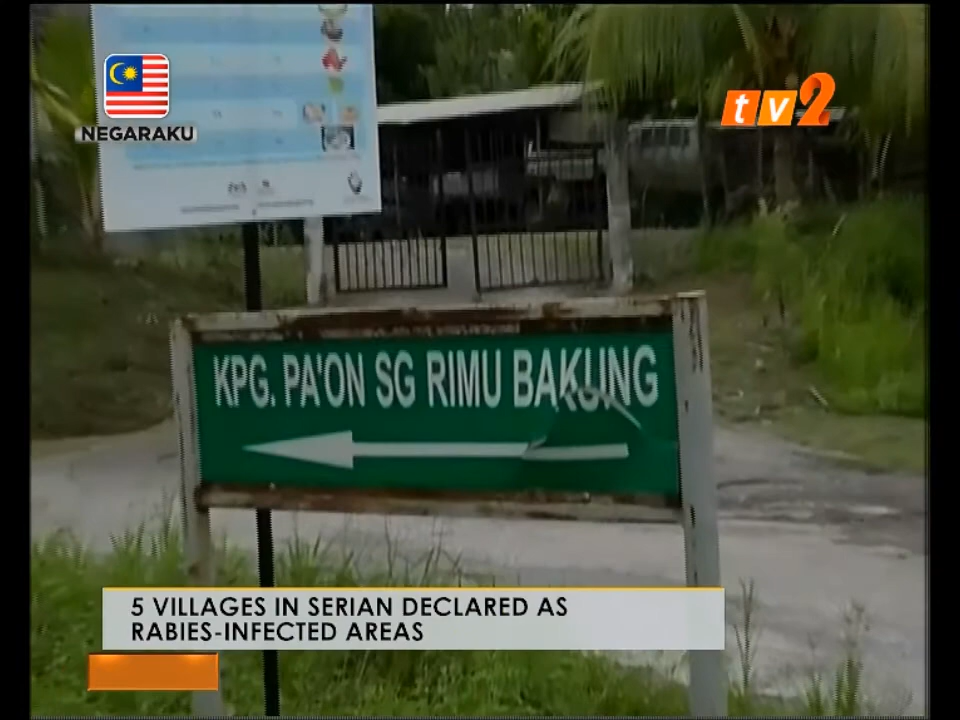 NEGARAKU
tv2
KPG. PA'ON SG RIMU BAKUNG
5 VILLAGES IN SERIAN DECLARED AS
RABIES-INFECTED AREAS